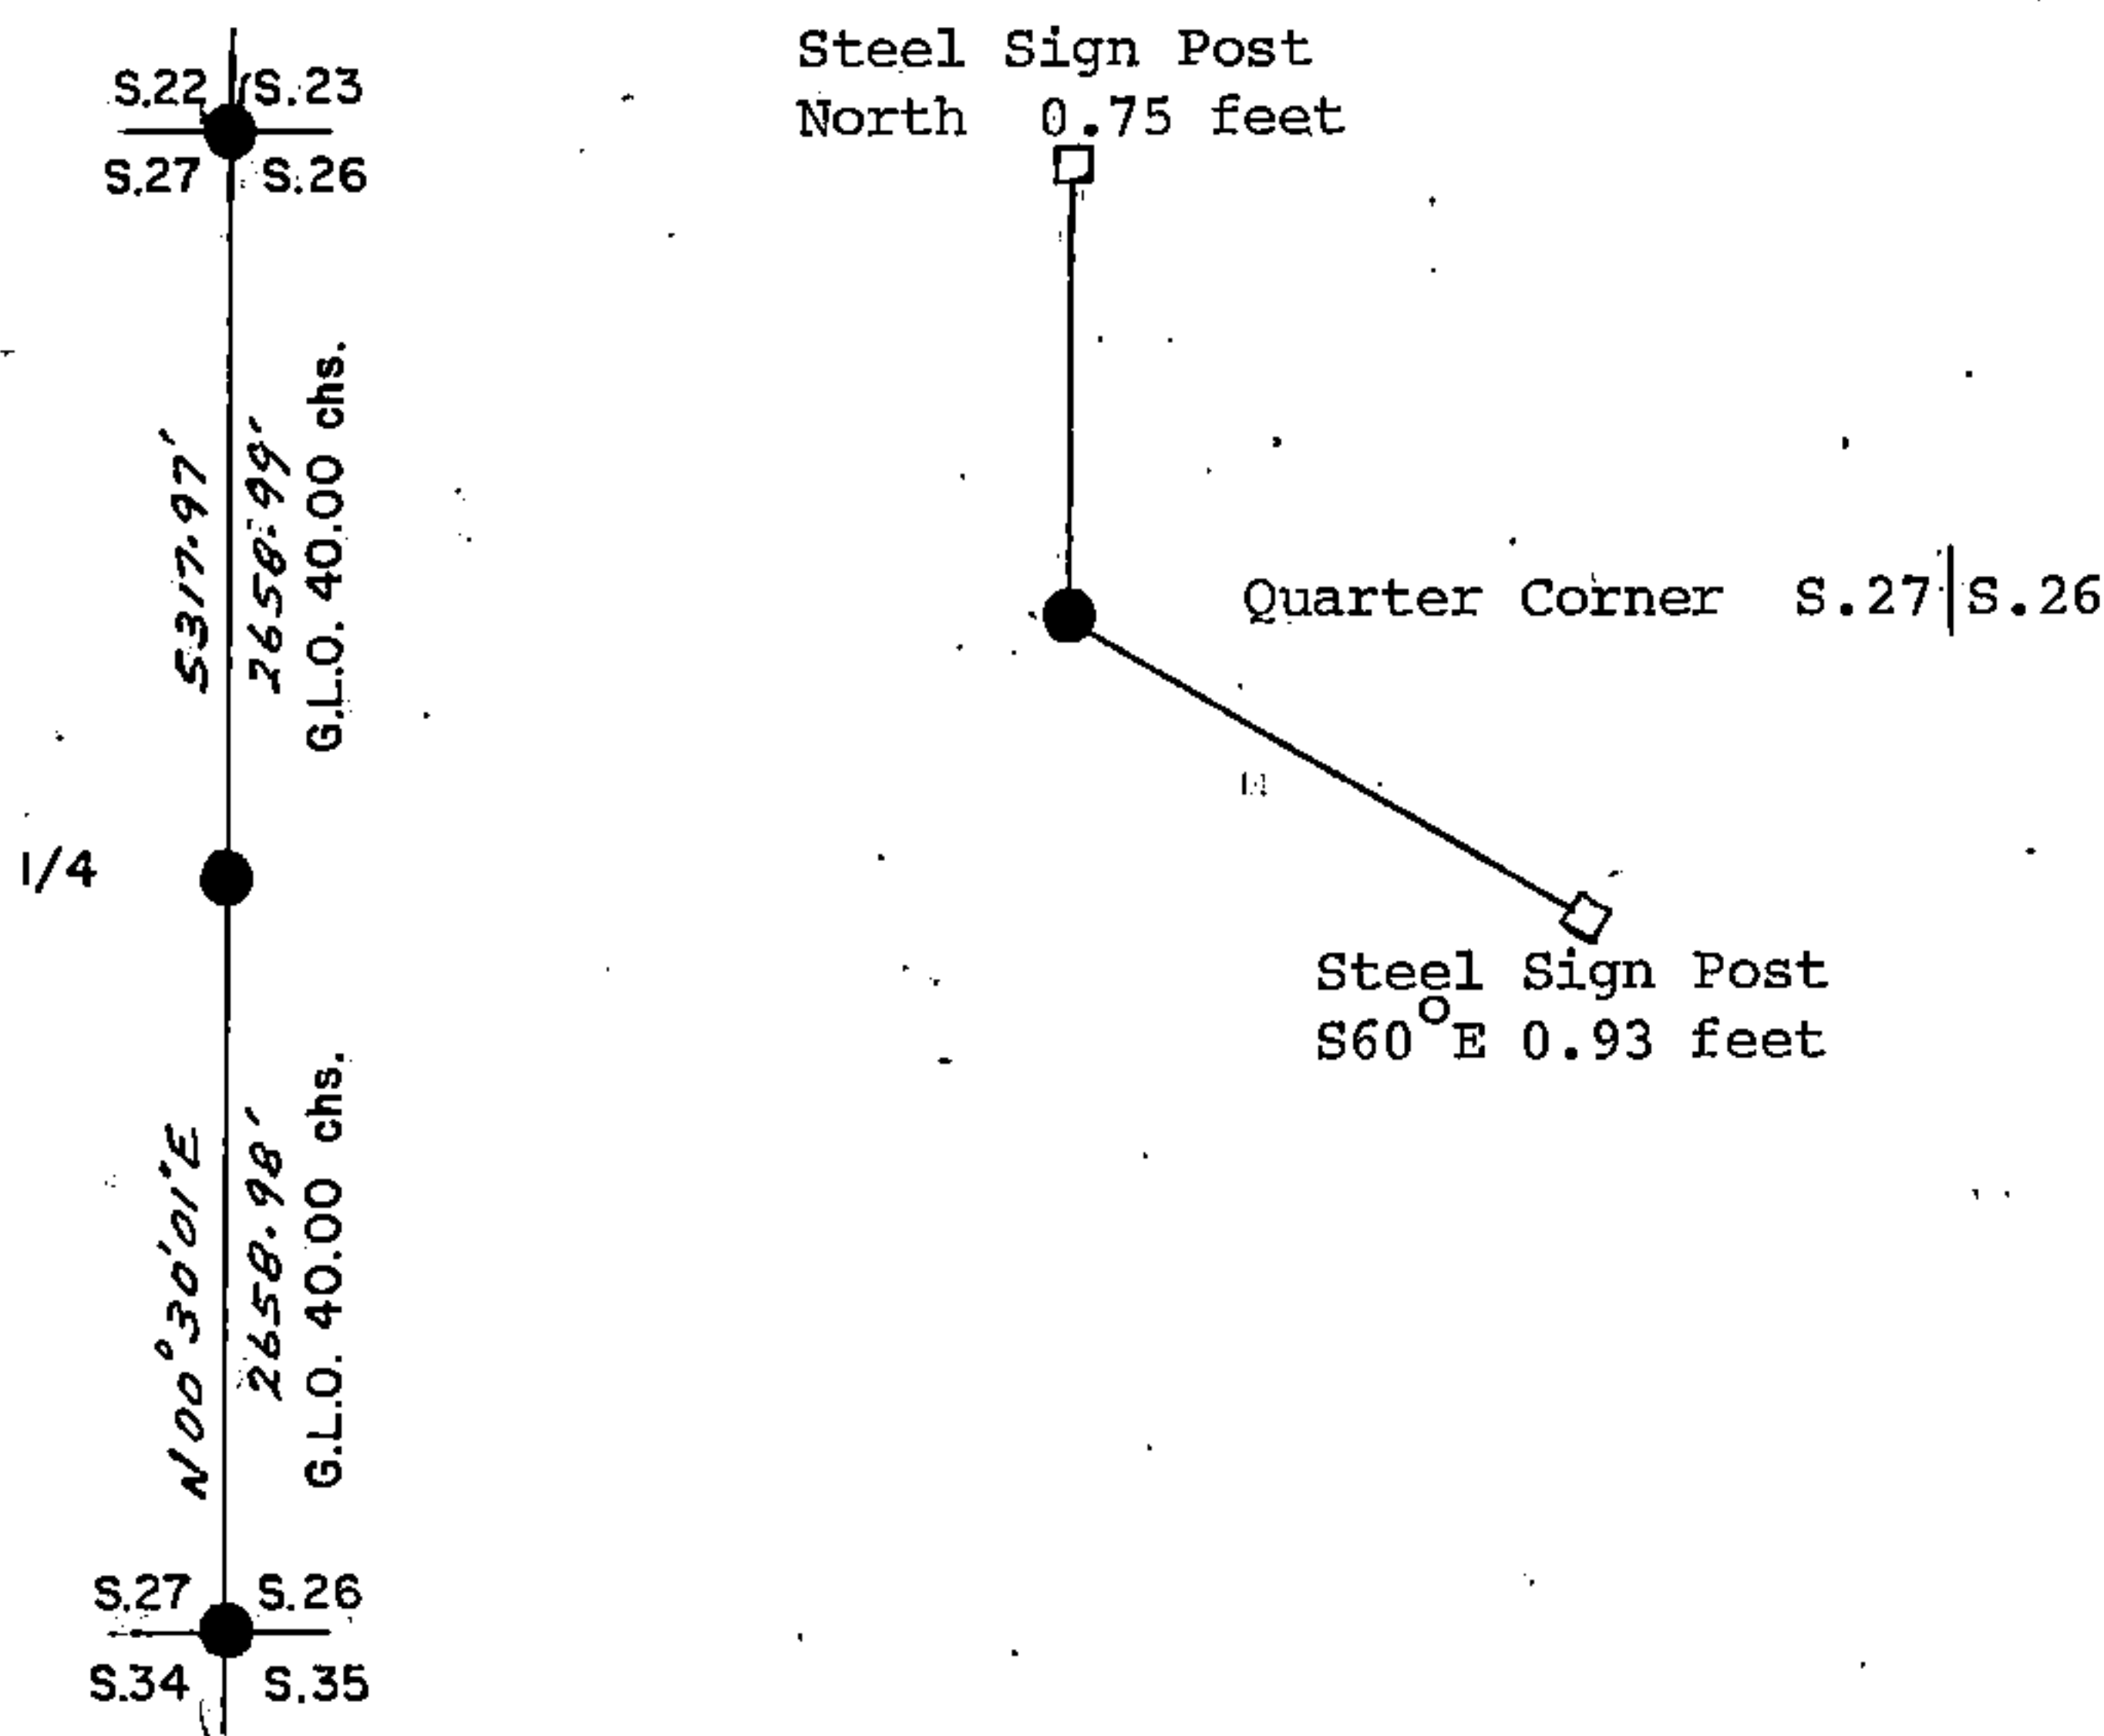 S.22 S.23
S.27 S.26
5317.97'
2658.99'
G.L.O. 40.00 chs.
1/4
N00°30'01"E
2658.98'
G.L.O. 40.00 chs.
S.27 S.26
S.34 S.35
Steel Sign Post
North 0.75 feet
Quarter Corner S.27 S.26
Steel Sign Post
S60°E 0.93 feet